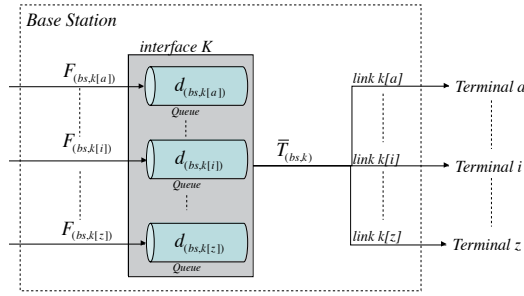 Base Station
interface K
F(bs,k[a])
d(bs,k[a])
Queue
link k[a]
Terminal a
F(bs,k[i])
d(bs,k[i])
Queue
T̅(bs,k)
link k[i]
Terminal i
F(bs,k[z])
d(bs,k[z])
Queue
link k[z]
Terminal z